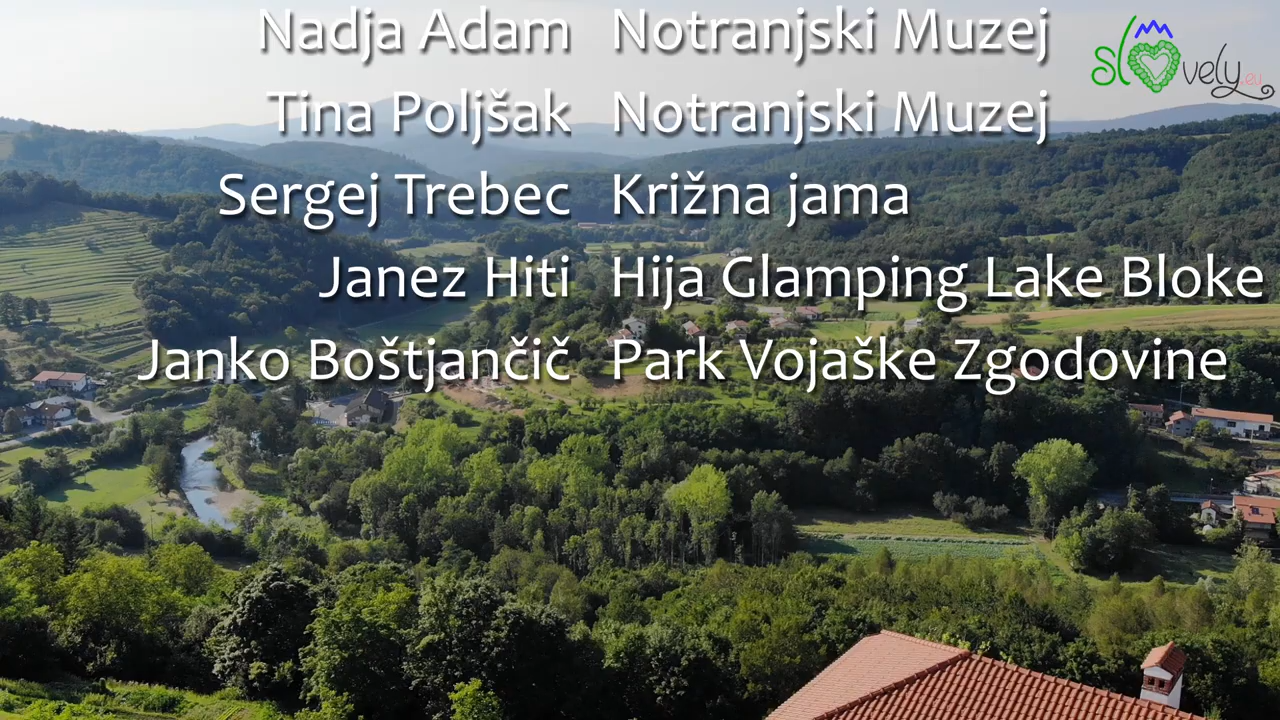 Nadja Adam Notranjski Muzej
slovely.eu
Tina Poljšak Notranjski Muzej
Sergej Trebec Križna jama
Janez Hiti Hija Glamping Lake Bloke
Janko Boštjančič Park Vojaške Zgodovine